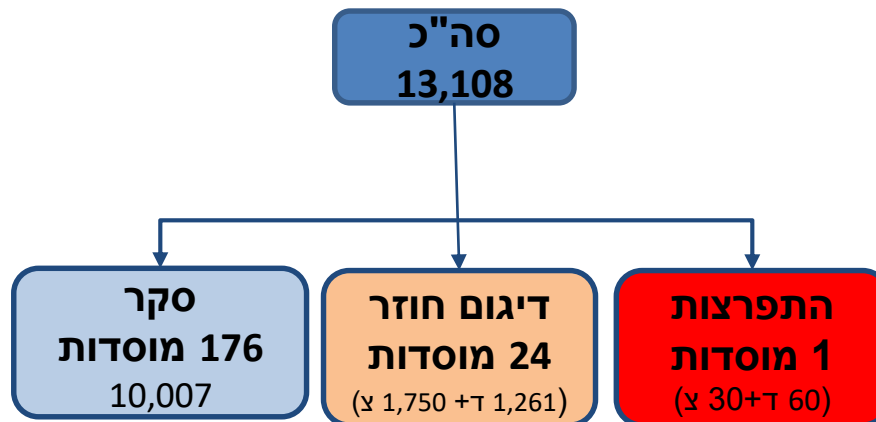 סה"כ
13,108
התפרצות
1 מוסדות
(60 ד+30 צ)
דיגום חוזר
24 מוסדות
(1,261 ד+ 1,750 צ)
סקר
176 מוסדות
10,007